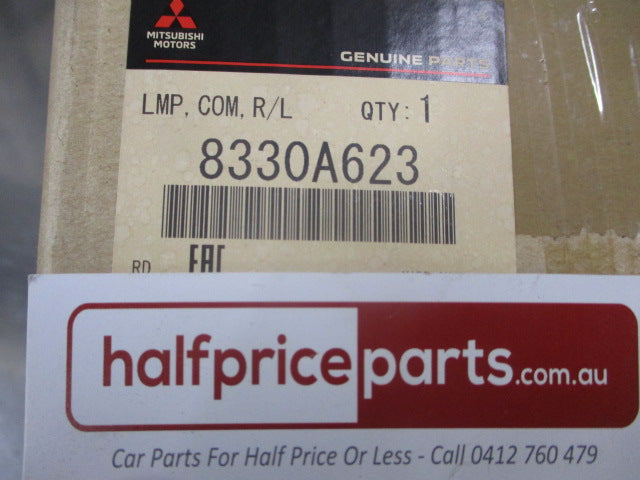 MITSUBISHI
MOTORS
GENUINE PARTS
LMP, COM, R/L QTY: 1
8330A623
RD EAC
halfpriceparts.com.au
Car Parts For Half Price Or Less - Call 0412 760 479